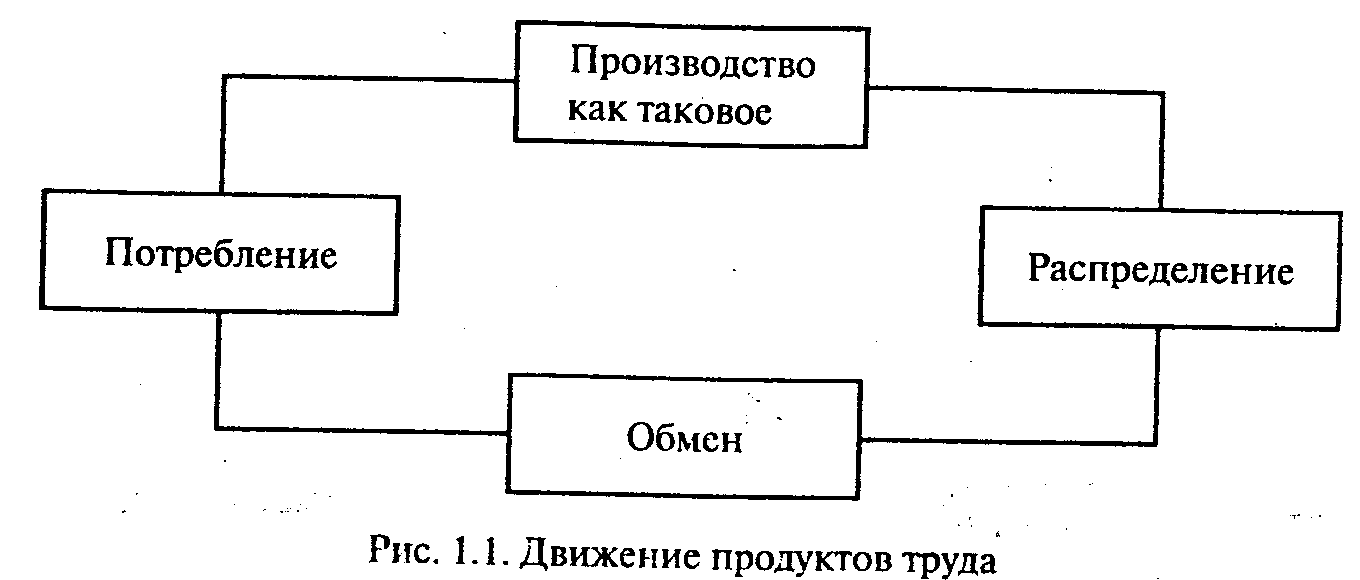 Производство
как таковое
Потребление
Распределение
Обмен
Рис. 1.1. Движение продуктов труда